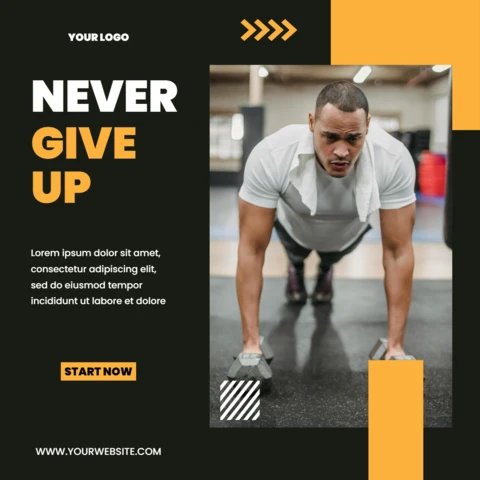 YOUR LOGO
NEVER
GIVE
UP
Lorem ipsum dolor sit amet,
consectetur adipiscing elit,
sed do eiusmod tempor
incididunt ut labore et dolore
START NOW
WWW.YOURWEBSITE.COM